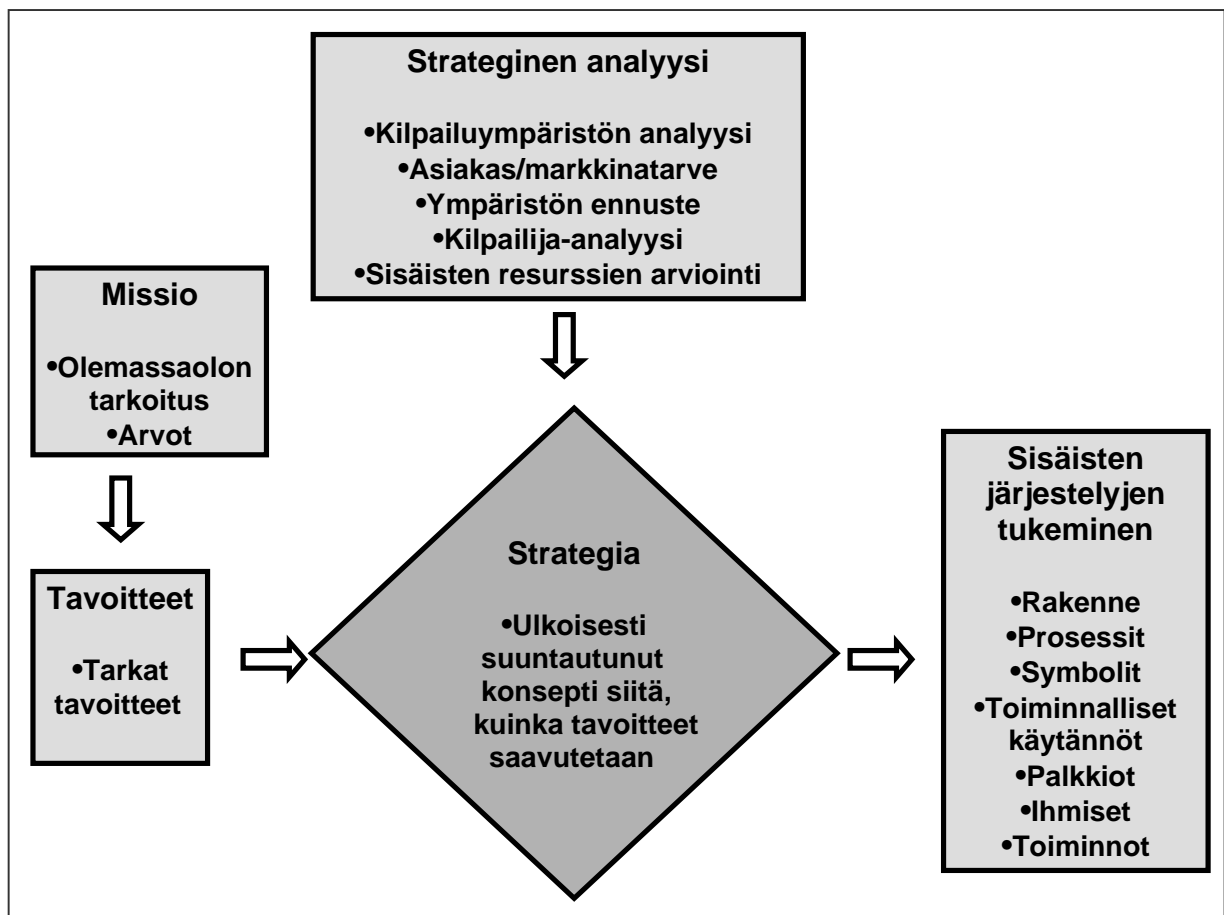 Strateginen analyysi
•Kilpailuympäristön analyysi
•Asiakas/markkinatarve
•Ympäristön ennuste
•Kilpailija-analyysi
•Sisäisten resurssien arviointi
Missio
•Olemassaolon
tarkoitus
•Arvot
Tavoitteet
•Tarkat
tavoitteet
Strategia
•Ulkoisesti
suuntautunut
konsepti siitä,
kuinka tavoitteet
saavutetaan
Sisäisten
järjestelyjen
tukeminen
•Rakenne
•Prosessit
•Symbolit
•Toiminnalliset
käytännöt
•Palkkiot
•Ihmiset
•Toiminnot